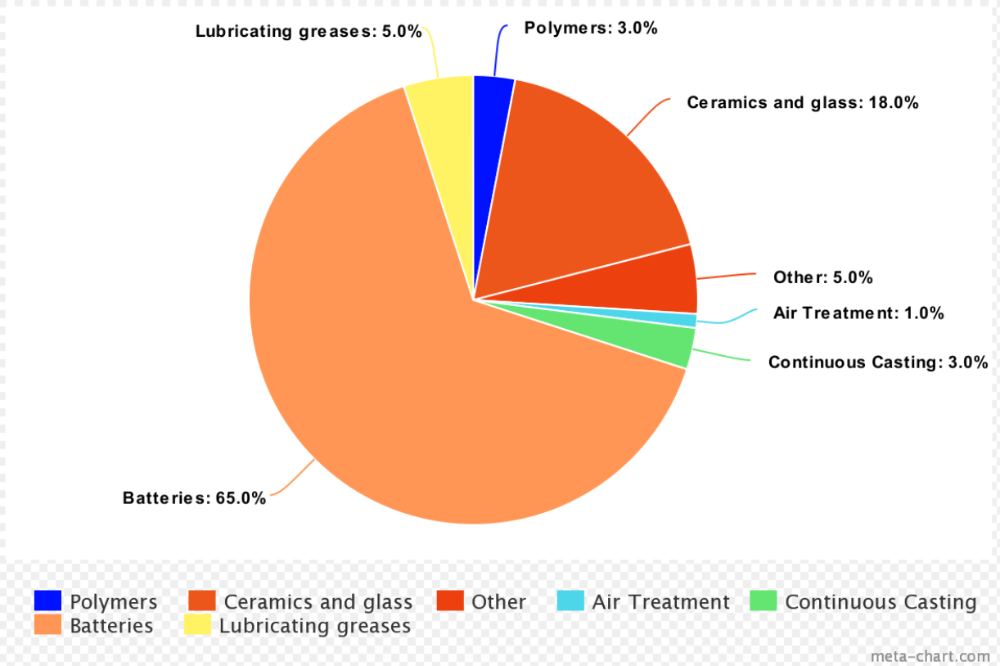 Lubricating greases: 5.0%
Polymers: 3.0%
Ceramics and glass: 18.0%
Other: 5.0%
Air Treatment: 1.0%
Continuous Casting: 3.0%
Batteries: 65.0%
Polymers Ceramics and glass Other Air Treatment Continuous Casting
Batteries Lubricating greases
meta-chart.com